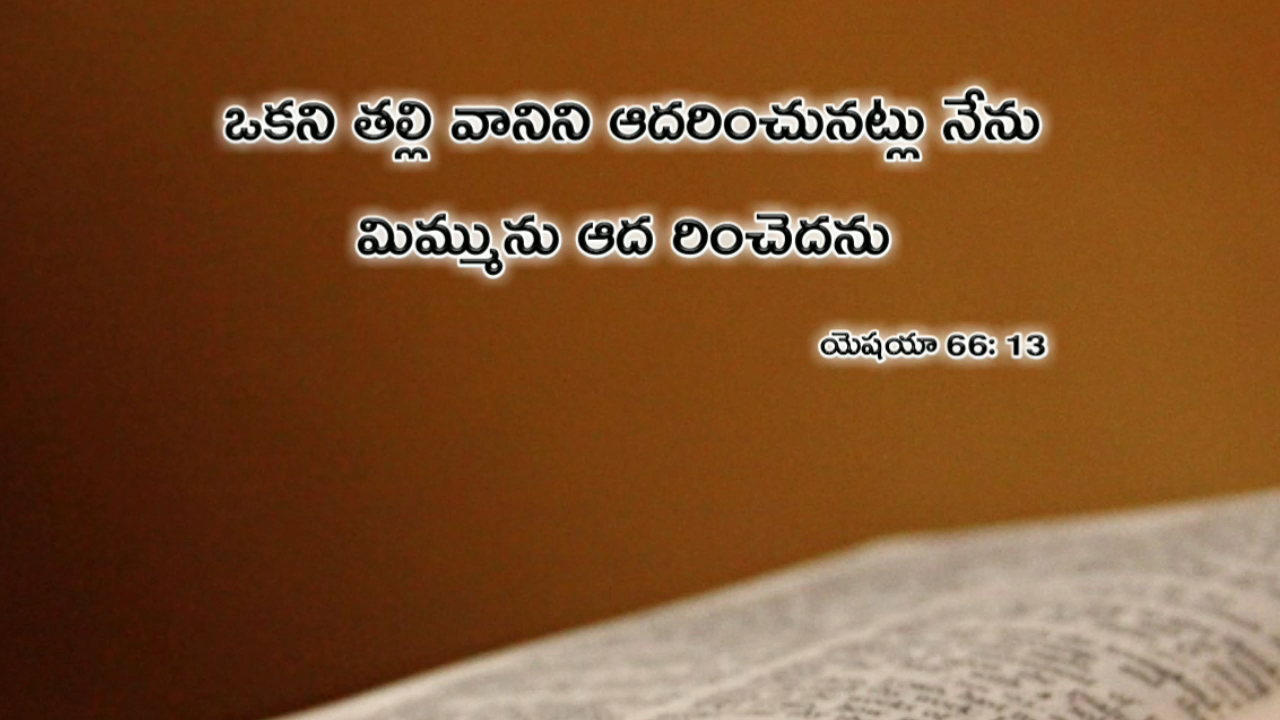 ఒకని తల్లి వానిని ఆదరించునట్లు నేను
మిమ్మును ఆద రించెదను
యెషయా 66: 13